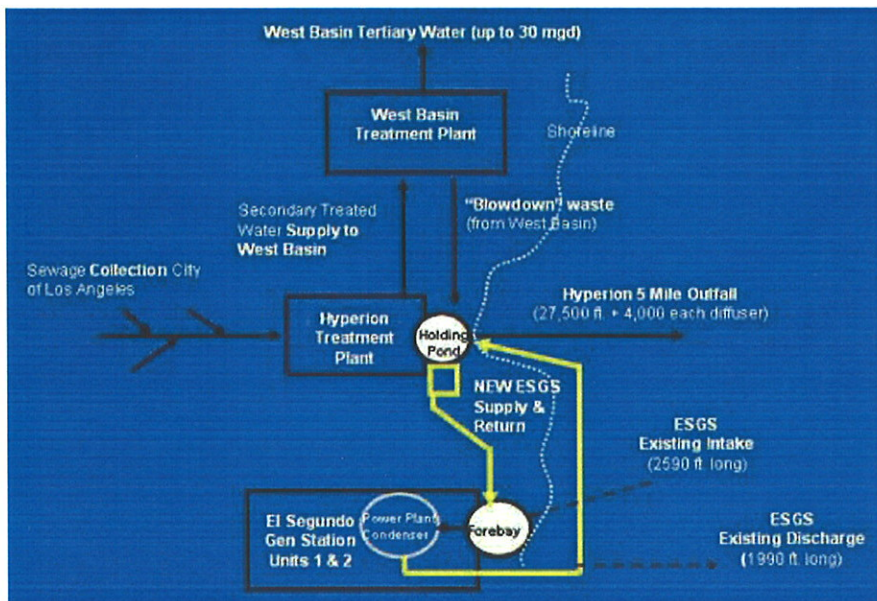 West Basin Tertiary Water (up to 30 mgd)
West Basin
Treatment Plant
Shoreline
Secondary Treated
Water Supply to
West Basin
"Blowdown" waste
(from West Basin)
Sewage Collection City
of Los Angeles
Hyperion
Treatment
Plant
Holding
Pond
Hyperion 5 Mile Outfall
(27,500 ft. + 4,000 each diffuser)
NEW ESGS
Supply &
Return
ESGS
Existing Intake
(2590 ft. long)
El Segundo
Gen Station
Units 1 & 2
Power Plant
Condenser
Forebay
ESGS
Existing Discharge
(1990 ft. long)